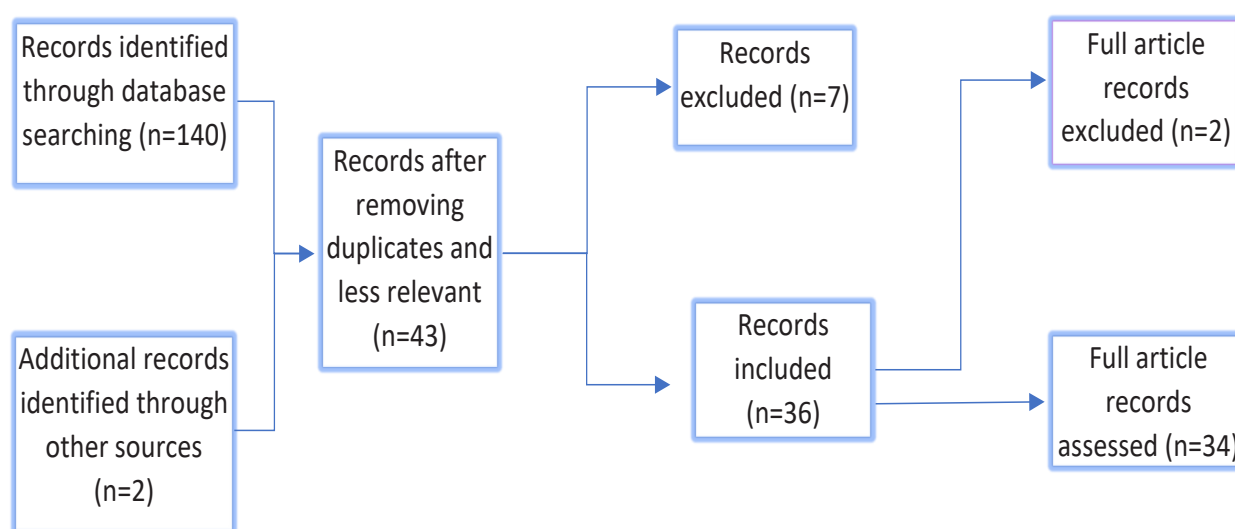 Records identified
through database
searching (n=140)
Additional records
identified through
other sources
(n=2)
Records after
removing
duplicates and
less relevant
(n=43)
Records
excluded (n=7)
Records
included
(n=36)
Full article
records
excluded (n=2)
Full article
records
assessed (n=34)